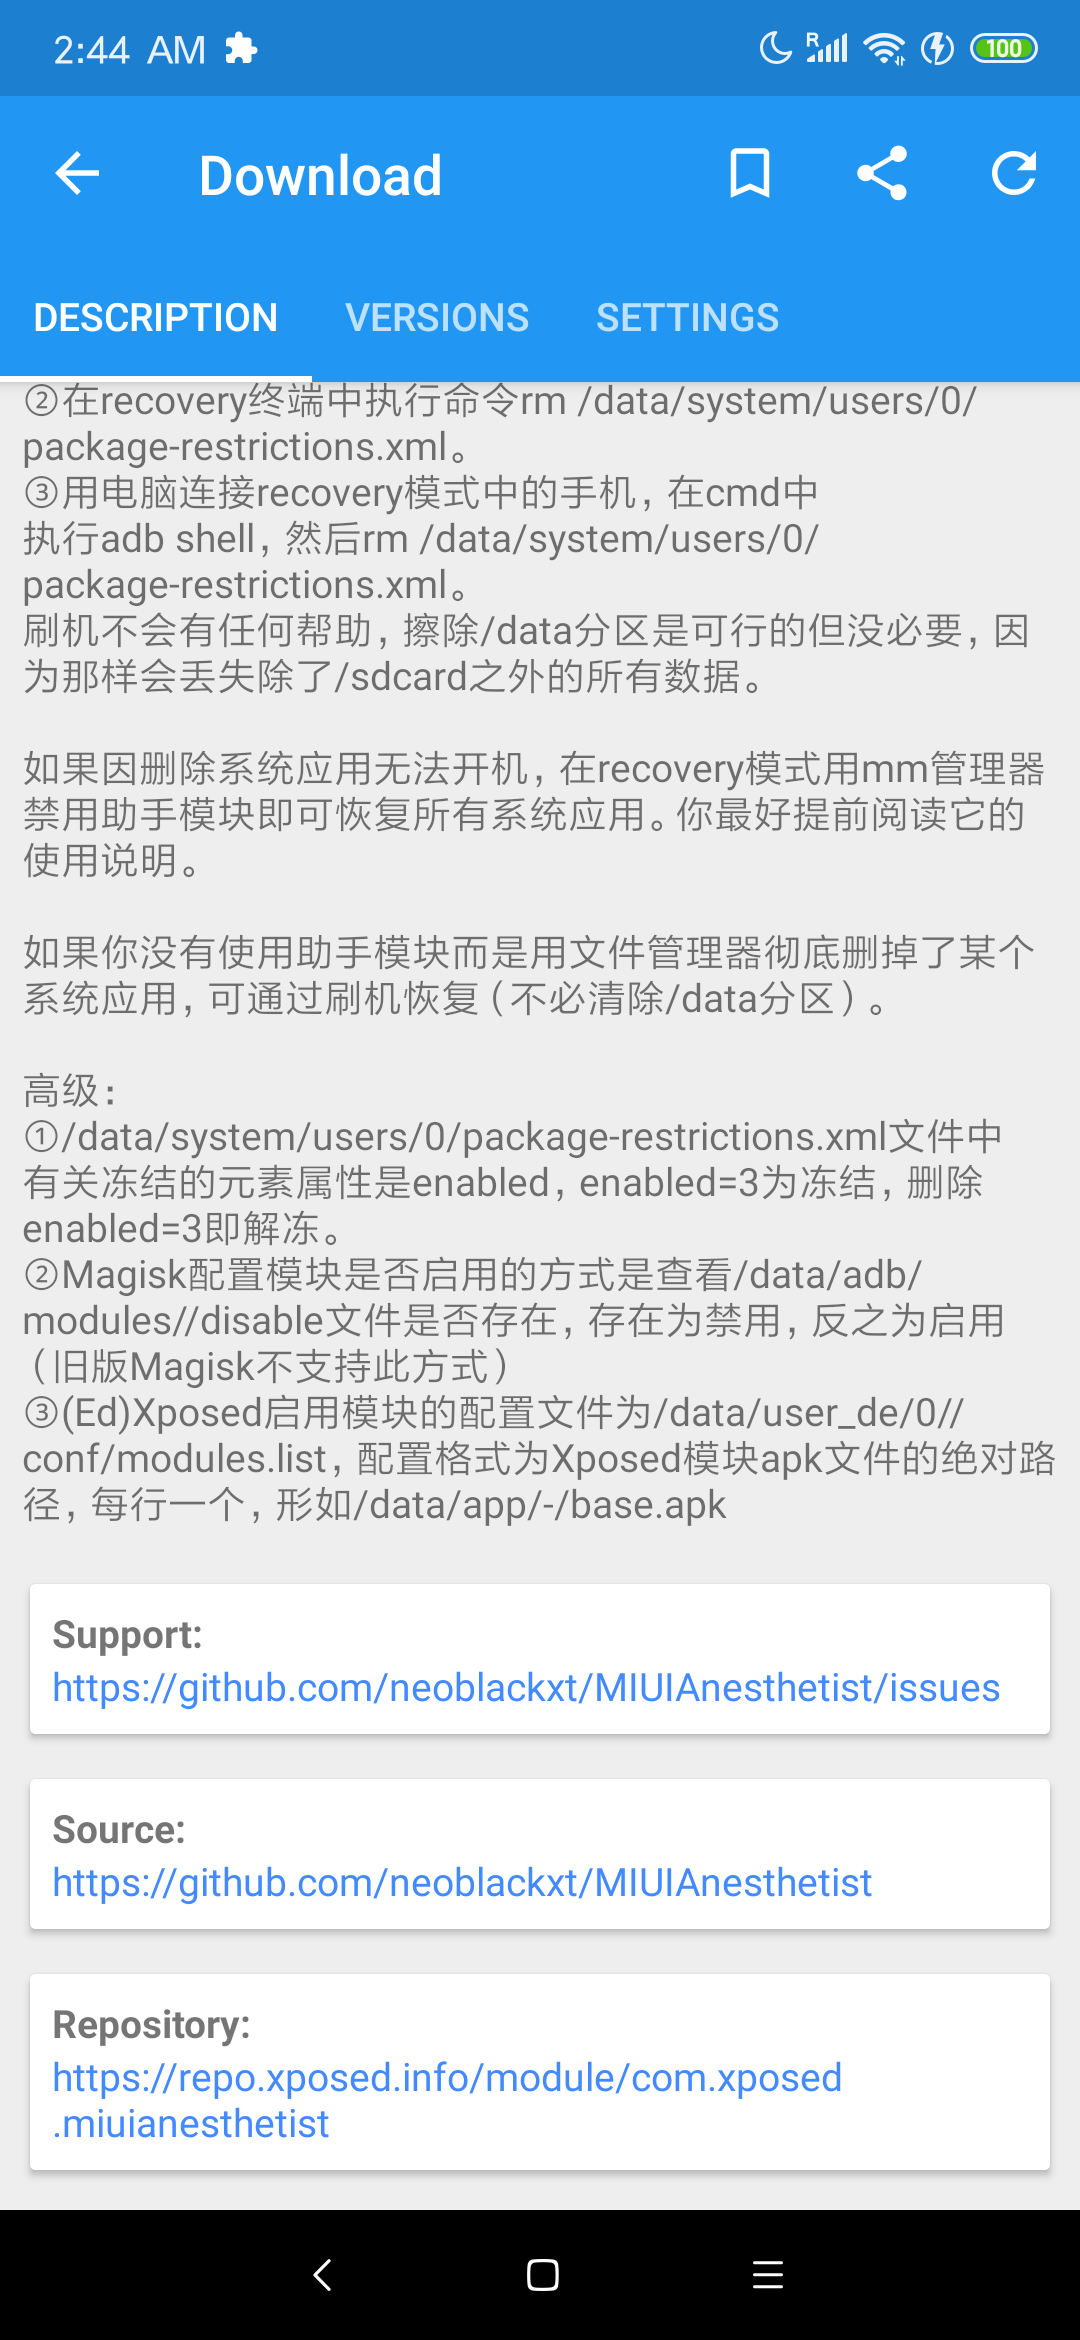 2:44 AM
R
100
Download
DESCRIPTION VERSIONS SETTINGS
②在recovery终端中执行命令rm /data/system/users/0/
package-restrictions.xml。
③用电脑连接recovery模式中的手机，在cmd中
执行adb shell，然后rm /data/system/users/0/
package-restrictions.xml。
刷机不会有任何帮助，擦除/data分区是可行的但没必要，因
为那样会丢失除了/sdcard之外的所有数据。
如果因删除系统应用无法开机，在recovery模式用mm管理器
禁用助手模块即可恢复所有系统应用。你最好提前阅读它的
使用说明。
如果你没有使用助手模块而是用文件管理器彻底删掉了某个
系统应用，可通过刷机恢复（不必清除/data分区）。
高级：
①/data/system/users/0/package-restrictions.xml文件中
有关冻结的元素属性是enabled，enabled=3为冻结，删除
enabled=3即解冻。
②Magisk配置模块是否启用的方式是查看/data/adb/
modules//disable文件是否存在，存在为禁用，反之为启用
（旧版Magisk不支持此方式）
③(Ed)Xposed启用模块的配置文件为/data/user_de/0//
conf/modules.list，配置格式为Xposed模块apk文件的绝对路
径，每行一个，形如/data/app/-/base.apk
Support:
https://github.com/neoblackxt/MIUIAnesthetist/issues
Source:
https://github.com/neoblackxt/MIUIAnesthetist
Repository:
https://repo.xposed.info/module/com.xposed
.miuianesthetist